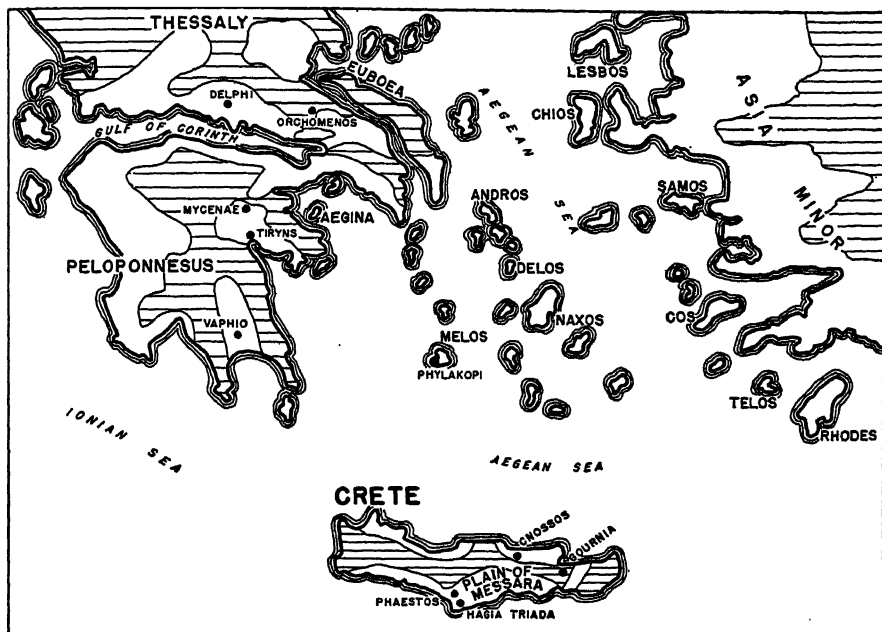 THESSALY
EUBOEA
DELPHI
ORCHOMENOS
GULF OF CORINTH
AEGEAN
SEA
LESBOS
CHIOS
ASIA
MINOR
SAMOS
ANDROS
MYCENAE
AEGINA
TIRYNS
PELOPONNESUS
DELOS
VAPHIO
MELOS
NAXOS
COS
PHYLAKOPI
TELOS
RHODES
IONIAN SEA
AEGEAN SEA
CRETE
CNOSSOS
GOURNIA
PLAIN OF
MESSARA
PHAESTOS
HAGIA TRIADA